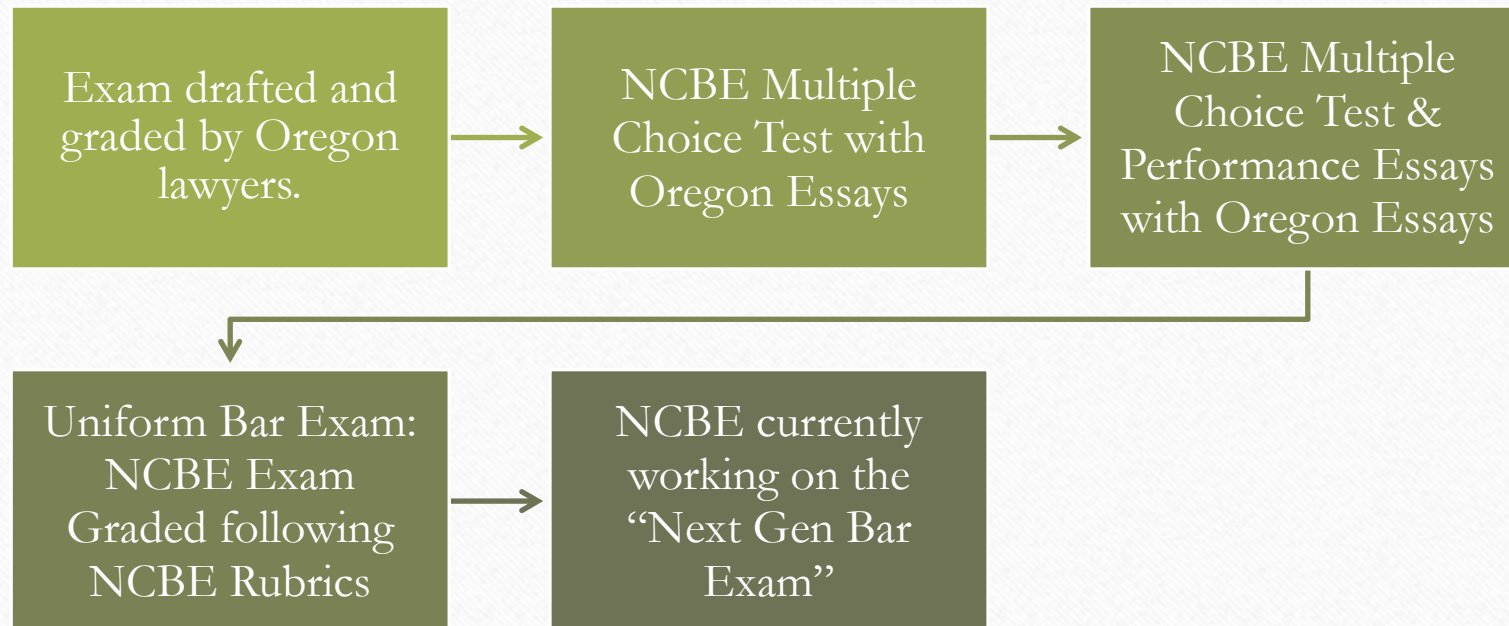 Exam drafted and
graded by Oregon
lawyers.
NCBE Multiple
Choice Test with
Oregon Essays
NCBE Multiple
Choice Test &
Performance Essays
with Oregon Essays
Uniform Bar Exam:
NCBE Exam
Graded following
NCBE Rubrics
NCBE currently
working on the
“Next Gen Bar
Exam”